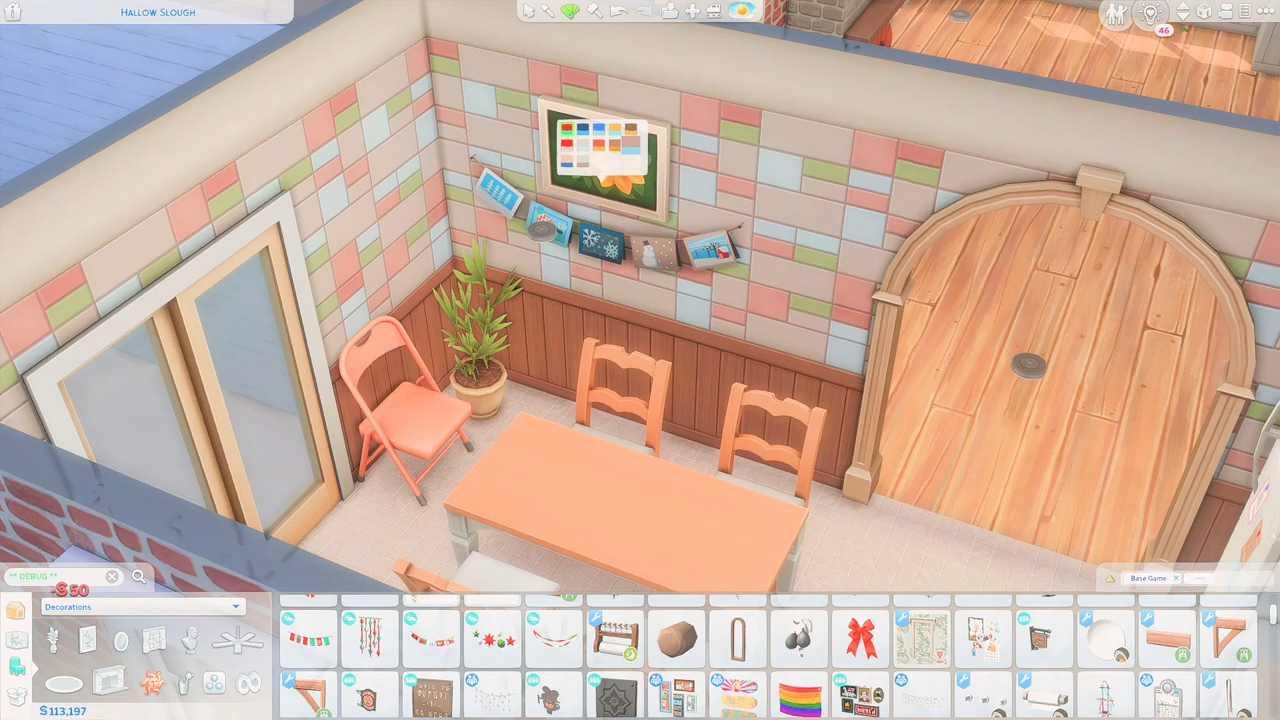 HALLOW SLOUGH
46
** DEBUG **
-§50
Decorations
Base Game
§113,197